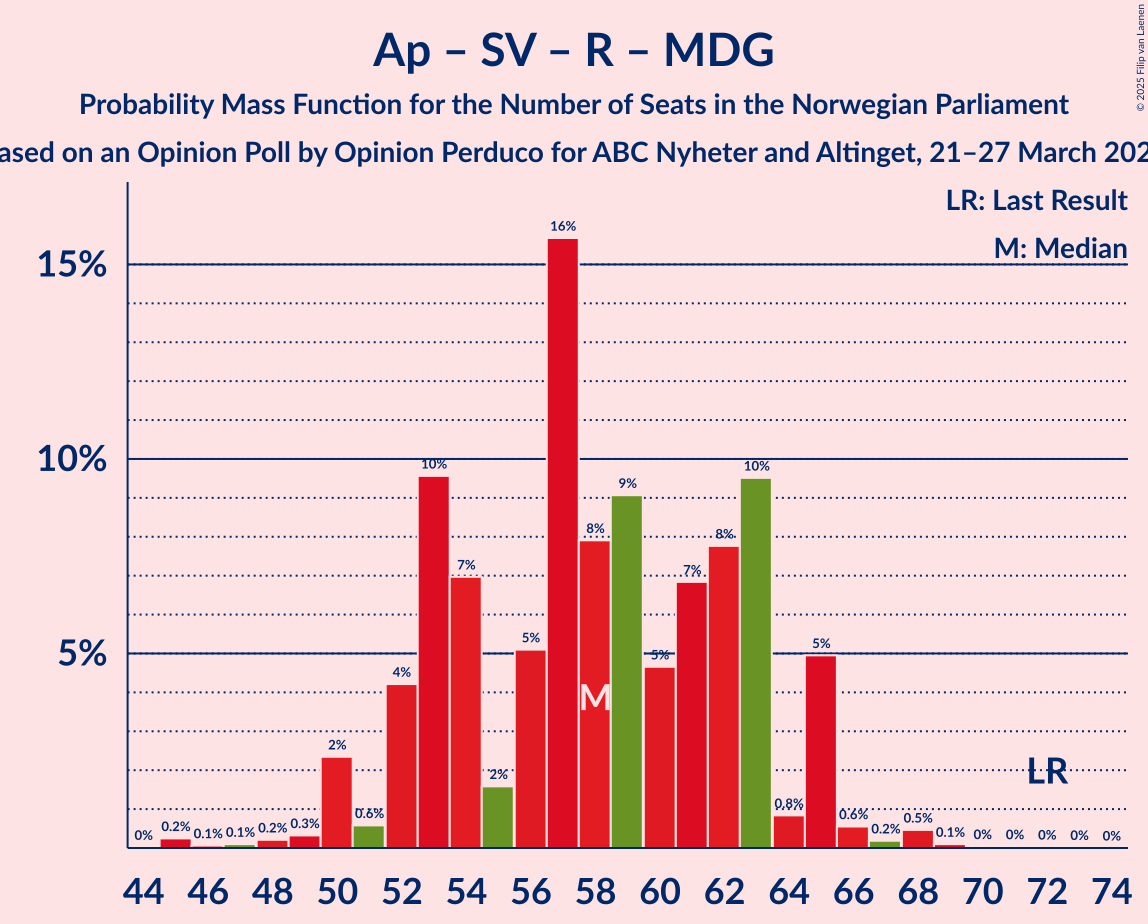 Ap – SV – R – MDG
Probability Mass Function for the Number of Seats in the Norwegian Parliament
ased on an Opinion Poll by Opinion Perduco for ABC Nyheter and Altinget, 21–27 March 202
© 2025 Filip van Laenen
LR: Last Result
M: Median
15%
10%
5%
0% 0.2% 0.1% 0.1% 0.2% 0.3% 2% 0.6% 4% 10% 7% 2% 5% 16% 8% 9% 5% 7% 8% 10% 0.8% 5% 0.6% 0.2% 0.5% 0.1% 0% 0% 0% 0% 0%
M
LR
44 46 48 50 52 54 56 58 60 62 64 66 68 70 72 74